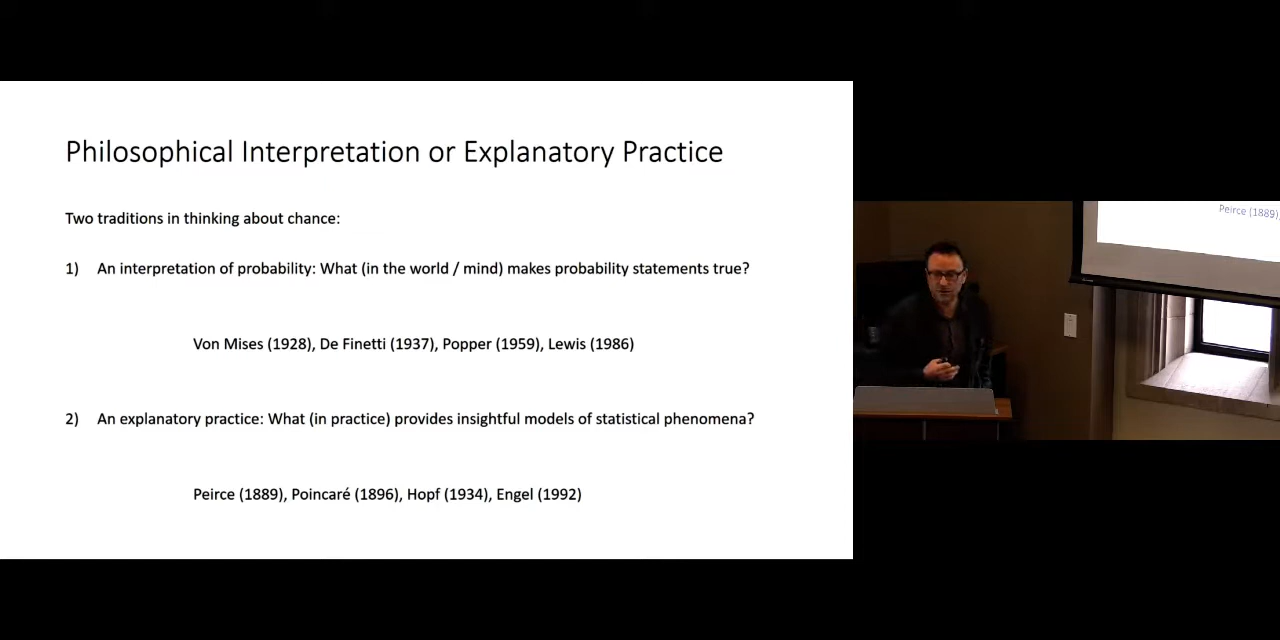 Philosophical Interpretation or Explanatory Practice
Two traditions in thinking about chance:
1) An interpretation of probability: What (in the world / mind) makes probability statements true?
Von Mises (1928), De Finetti (1937), Popper (1959), Lewis (1986)
2) An explanatory practice: What (in practice) provides insightful models of statistical phenomena?
Peirce (1889), Poincaré (1896), Hopf (1934), Engel (1992)
Peirce (1889),